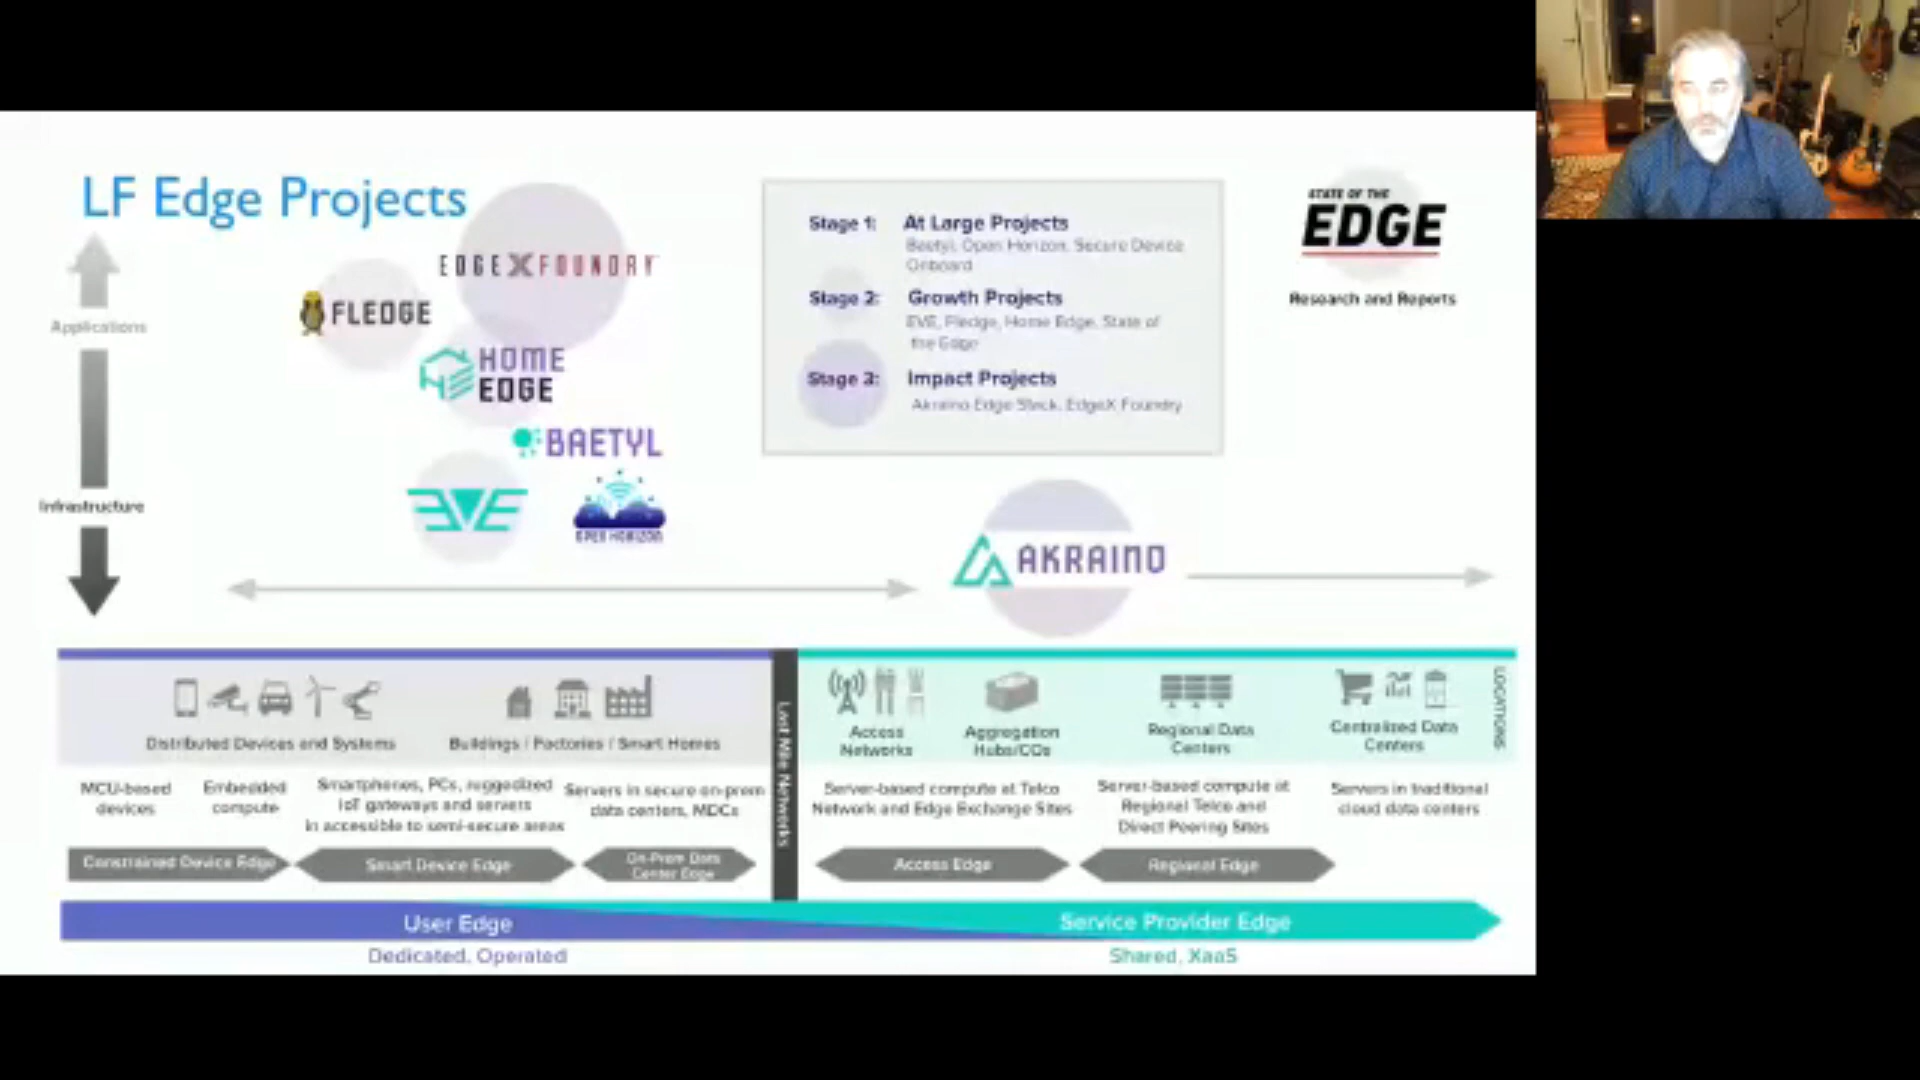 LF Edge Projects
Applications
Infrastructure
EDGE X FOUNDRY
FLEDGE
HOME
EDGE
BAETYL
EVE
OPEN HORIZON
Stage 1: At Large Projects
Baetyl, Open Horizon, Secure Device
Onboard
Stage 2: Growth Projects
EVE, Fledge, Home Edge, State of
the Edge
Stage 3: Impact Projects
Akraino Edge Stack, EdgeX Foundry
STATE OF THE
EDGE
Research and Reports
AKRAINO
Distributed Devices and Systems
Buildings / Factories / Smart Homes
MCU-based
devices
Embedded
compute
Smartphones, PCs, ruggedized
IoT gateways and servers
in accessible to semi-secure areas
Servers in secure on-prem
data centers, MDCs
Constrained Device Edge
Smart Device Edge
On-Prem Data
Center Edge
Last Mile Networks
Access
Networks
Aggregation
Hubs/COs
Regional Data
Centers
Centralized Data
Centers
LOCATIONS
Server-based compute at Telco
Network and Edge Exchange Sites
Server-based compute at
Regional Telco and
Direct Peering Sites
Servers in traditional
cloud data centers
Access Edge
Regional Edge
User Edge
Service Provider Edge
Dedicated, Operated
Shared, XaaS